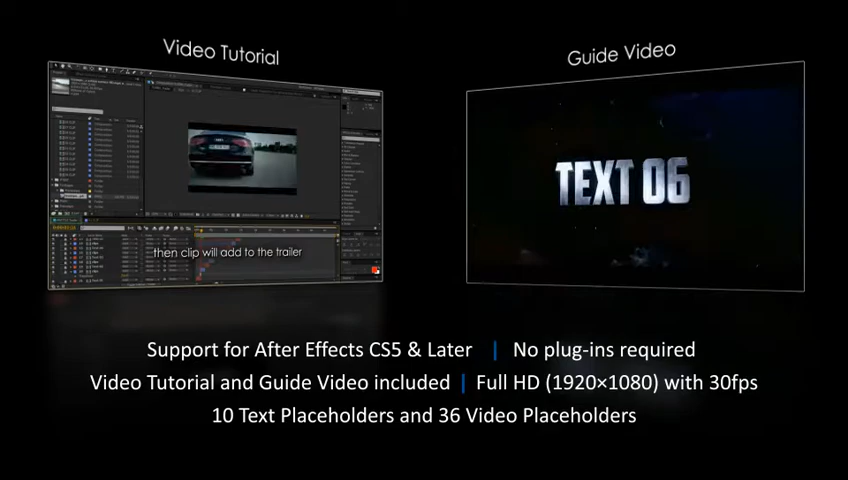 Video Tutorial
Guide Video
TEXT 06
then clip will add to the trailer
Support for After Effects CS5 & Later | No plug-ins required
Video Tutorial and Guide Video included | Full HD (1920×1080) with 30fps
10 Text Placeholders and 36 Video Placeholders